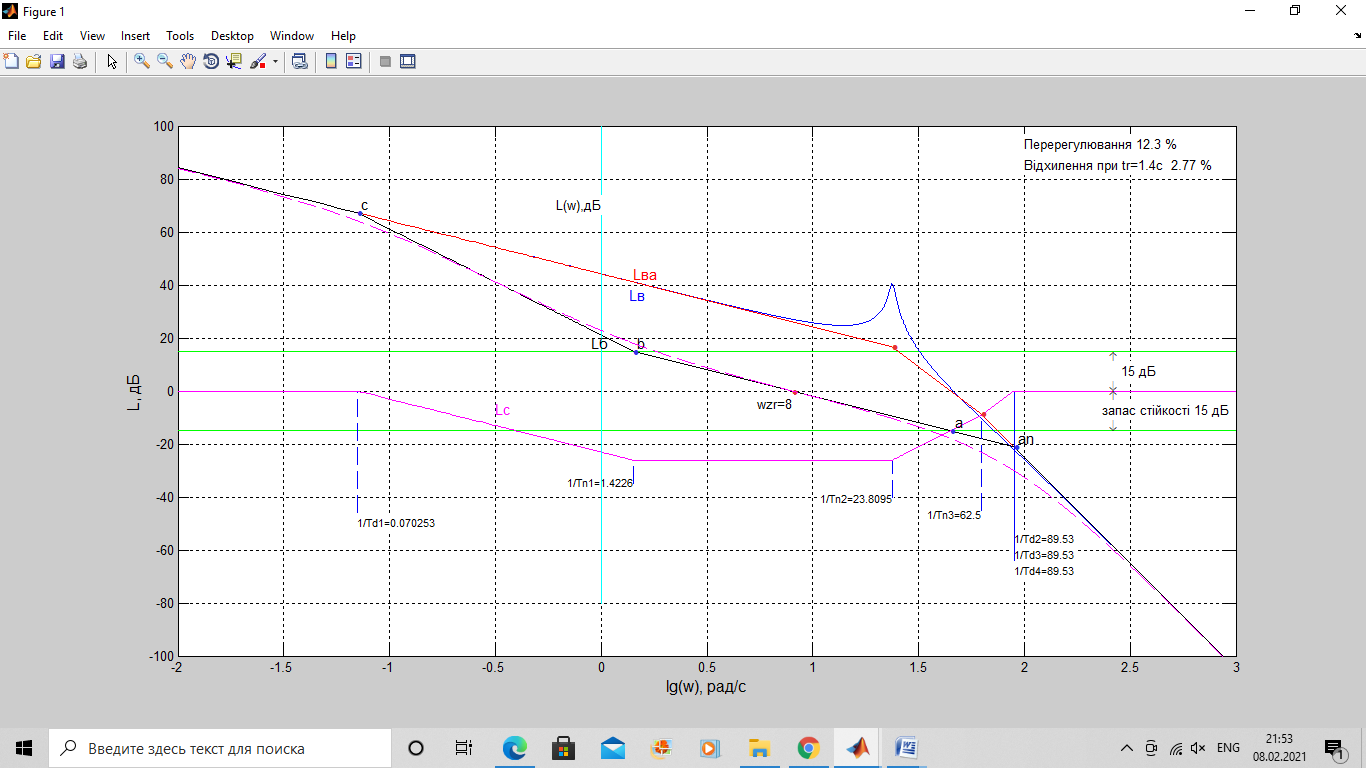 Figure 1
File Edit View Insert Tools Desktop Window Help
100
80
60
40
20
0
-20
-40
-60
-80
-100
L, дБ
Перерегулювання 12.3 %
Відхилення при tr=1.4c 2.77 %
c
L(w),дБ
Lва
Lв
Lб
b
15 дБ
wzr=8
Lc
запас стійкості 15 дБ
a
an
1/Tn1=1.4226
1/Tn2=23.8095
1/Tn3=62.5
1/Td1=0.070253
1/Td2=89.53
1/Td3=89.53
1/Td4=89.53
-2 -1.5 -1 -0.5 0 0.5 1 1.5 2 2.5 3
lg(w), рад/с
Введите здесь текст для поиска
ENG
21:53
08.02.2021
1